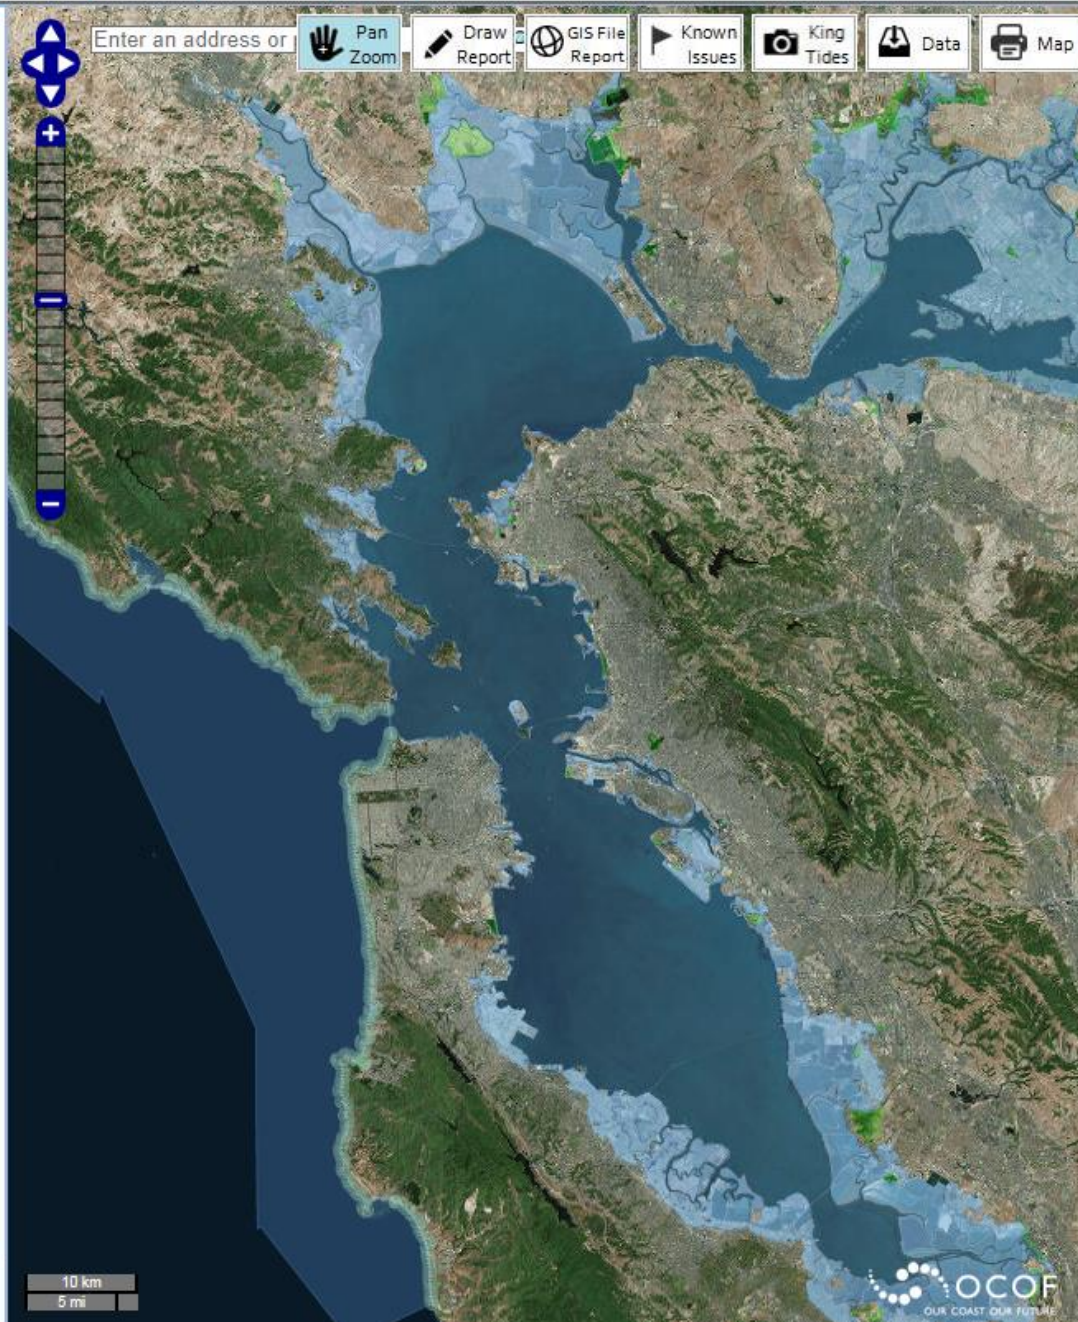 Enter an address or
Pan
Zoom
Draw
Report
GIS File
Report
Known
Issues
King
Tides
Data
Map
10 km
5 mi
OCOF
OUR COAST OUR FUTURE